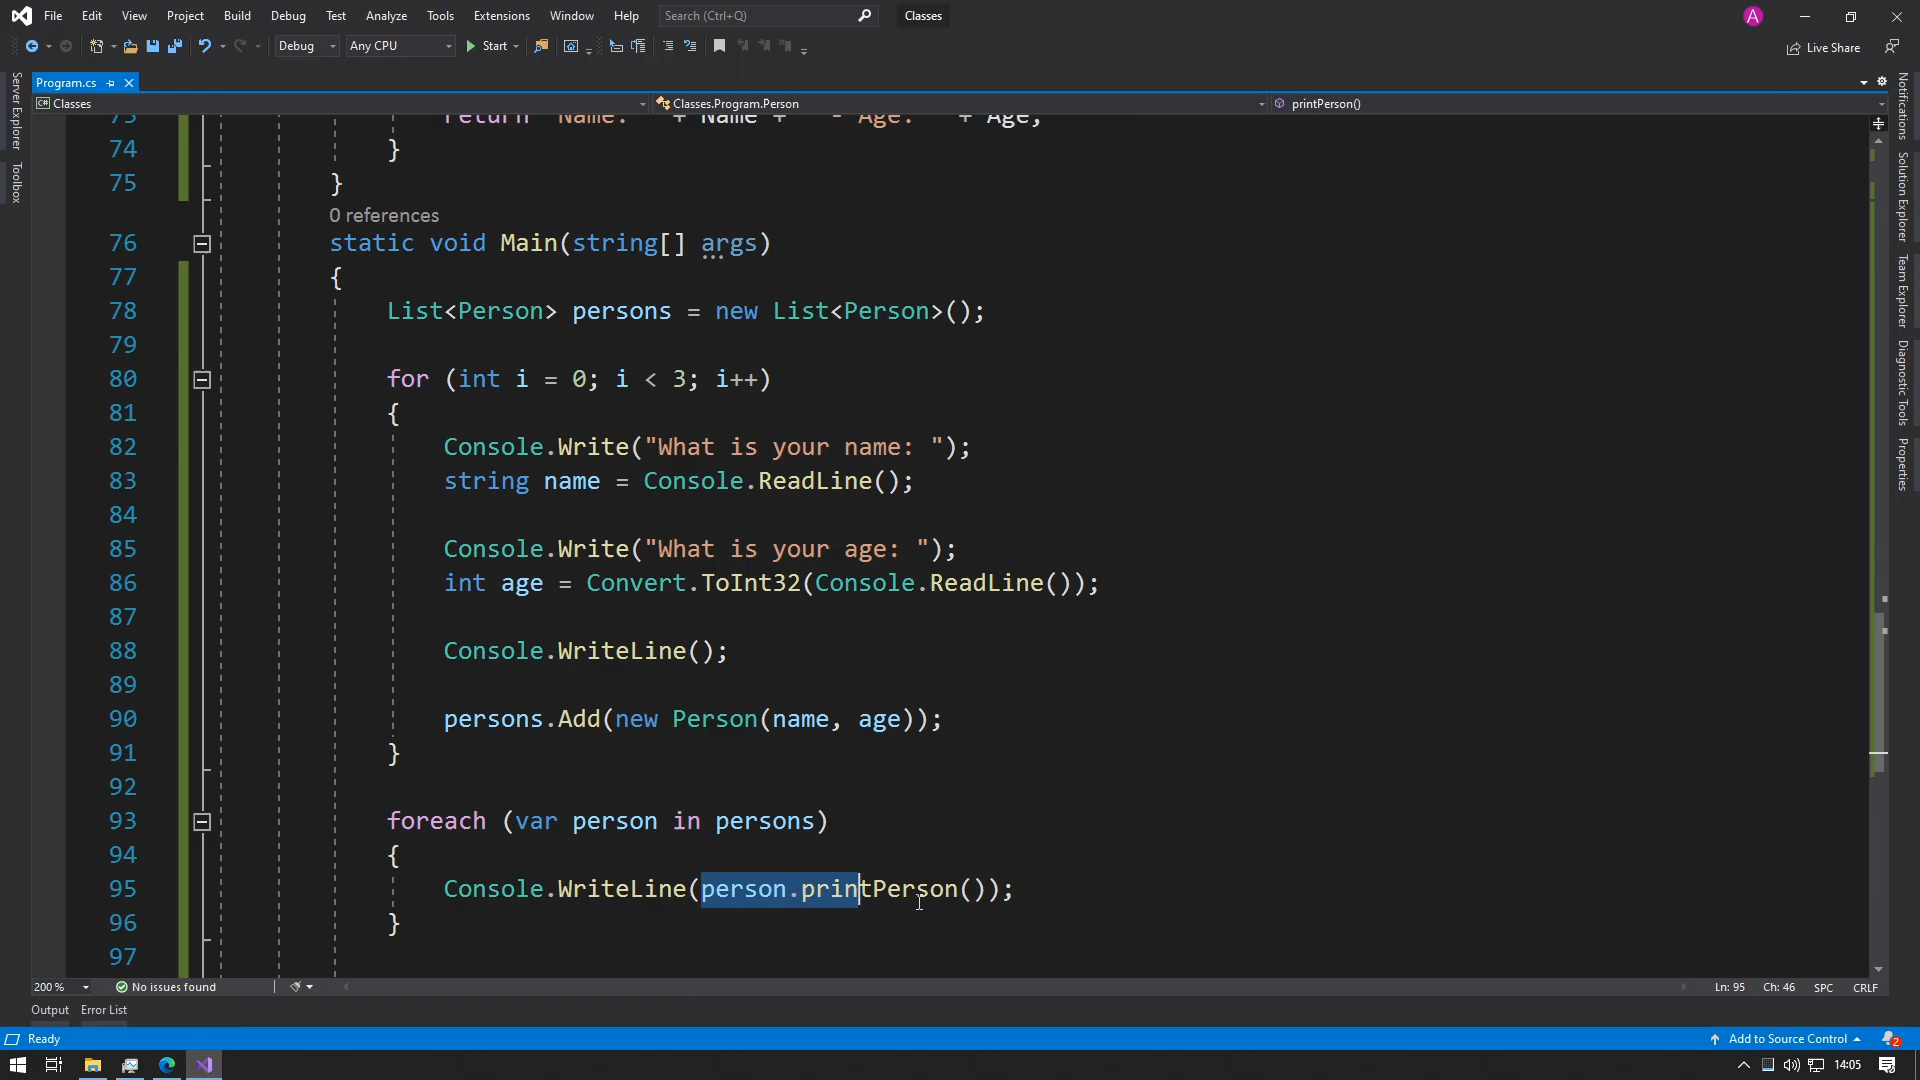 File Edit View Project Build Debug Test Analyze Tools Extensions Window Help Search (Ctrl+Q) Classes A
Debug Any CPU Start Live Share
Program.cs
C# Classes Classes.Program.Person printPerson()
Server Explorer
Toolbox
Notifications
Solution Explorer
Team Explorer
Diagnostic Tools
Properties
73 return "Name: " + Name + " - Age: " + Age;
74 }
75 }
0 references
76 static void Main(string[] args)
77 {
78 List<Person> persons = new List<Person>();
79
80 for (int i = 0; i < 3; i++)
81 {
82 Console.Write("What is your name: ");
83 string name = Console.ReadLine();
84
85 Console.Write("What is your age: ");
86 int age = Convert.ToInt32(Console.ReadLine());
87
88 Console.WriteLine();
89
90 persons.Add(new Person(name, age));
91 }
92
93 foreach (var person in persons)
94 {
95 Console.WriteLine(person.printPerson());
96 }
97
200 % No issues found Ln: 95 Ch: 46 SPC CRLF
Output Error List
Ready Add to Source Control 2
14:05